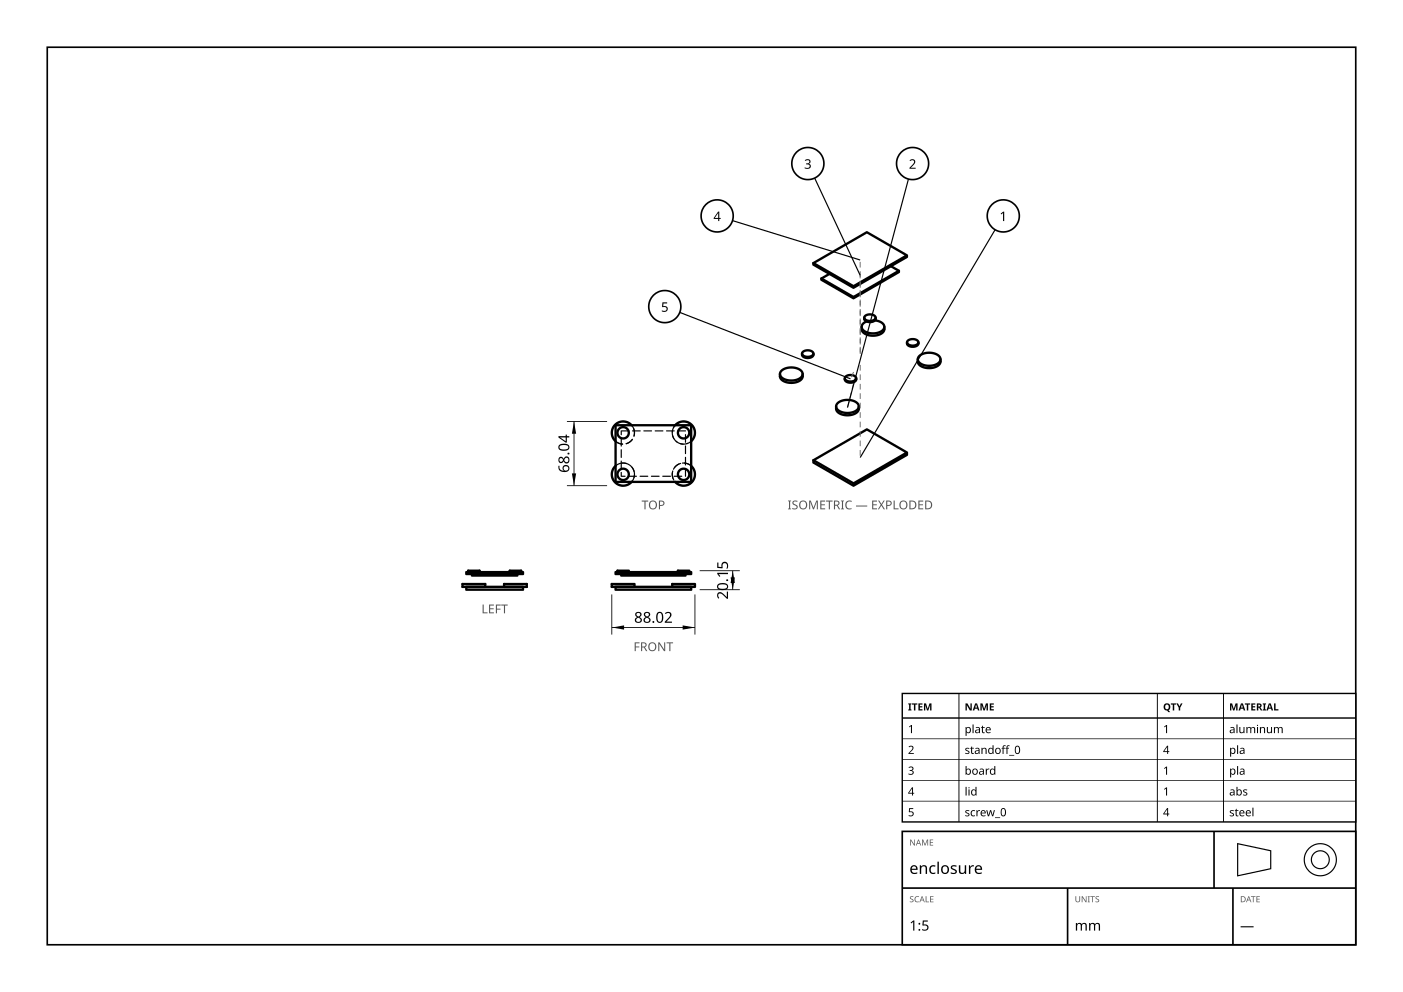 3
2
4
1
5
68.04
TOP
ISOMETRIC — EXPLODED
20.15
LEFT
88.02
FRONT
ITEM NAME QTY MATERIAL
1 plate 1 aluminum
2 standoff_0 4 pla
3 board 1 pla
4 lid 1 abs
5 screw_0 4 steel
NAME
enclosure
SCALE UNITS DATE
1:5 mm —